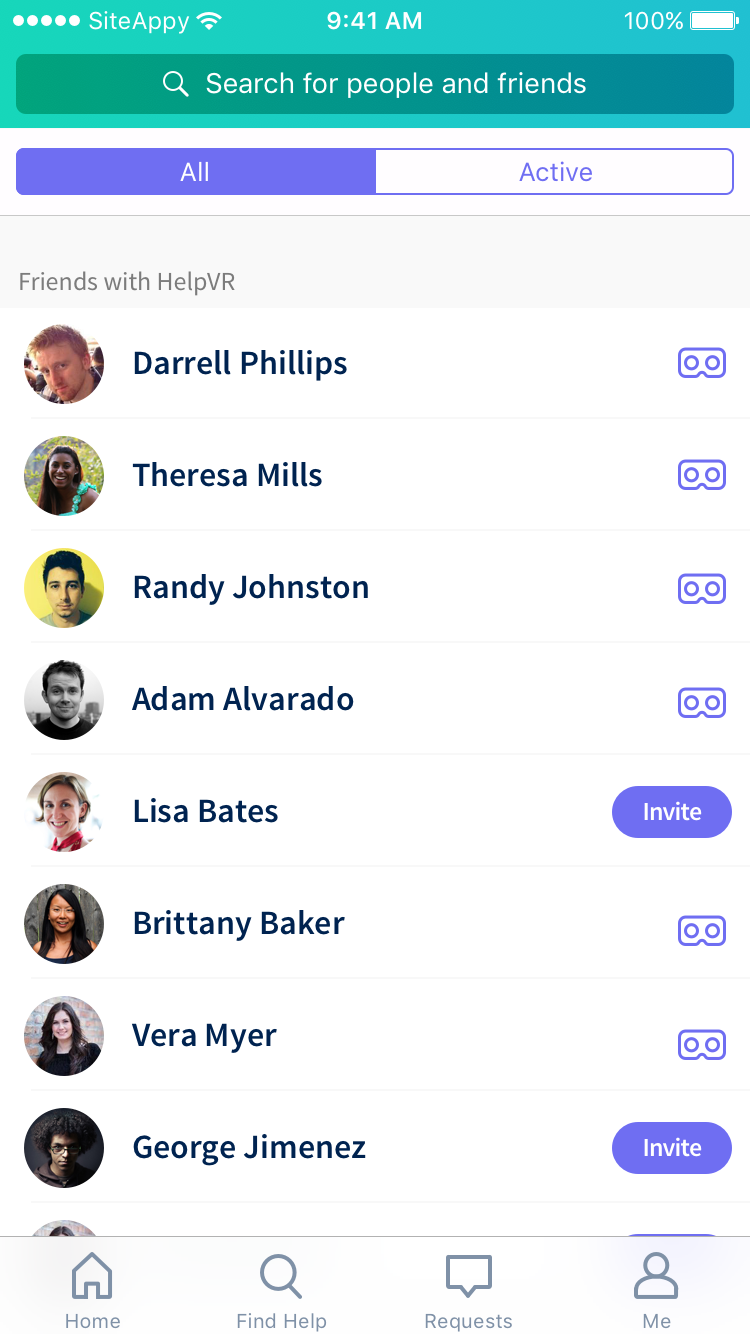 SiteAppy 9:41 AM 100%
Search for people and friends
All Active
Friends with HelpVR
Darrell Phillips
Theresa Mills
Randy Johnston
Adam Alvarado
Lisa Bates Invite
Brittany Baker
Vera Myer
George Jimenez Invite
Home Find Help Requests Me